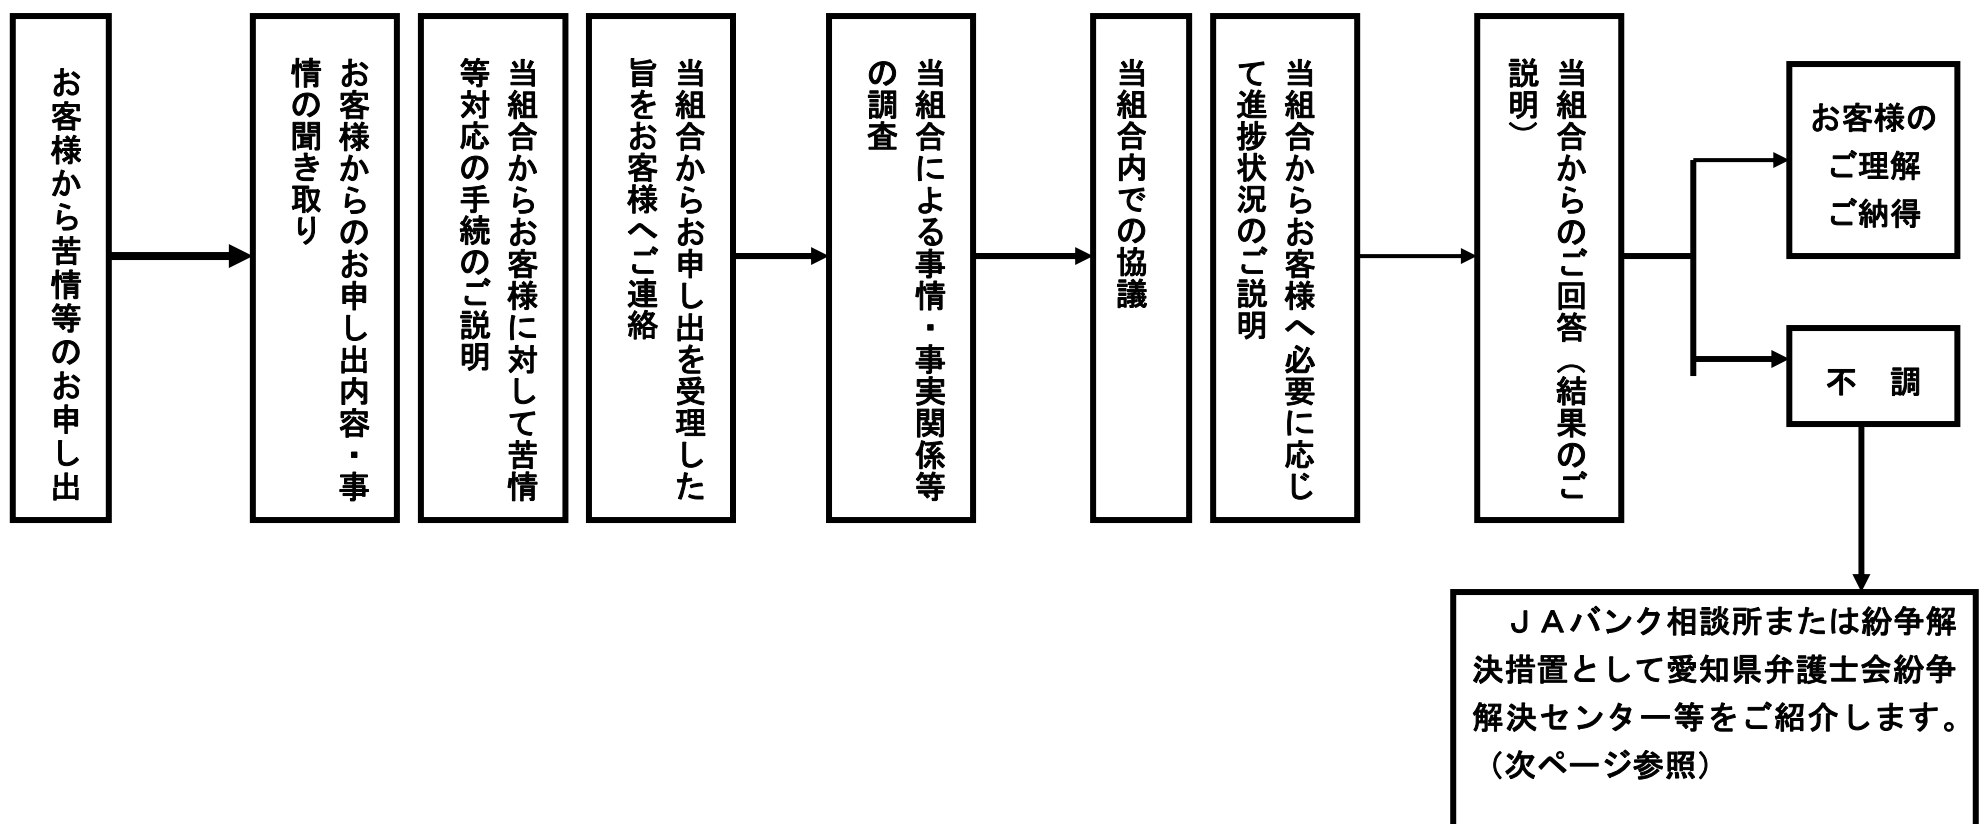 お客様から苦情等のお申し出
お客様からのお申し出内容・事
情の聞き取り
当組合からお客様に対して苦情
等対応の手続のご説明
当組合からお申し出を受理した
旨をお客様へご連絡
当組合による事情・事実関係等
の調査
当組合内での協議
当組合からお客様へ必要に応じ
て進捗状況のご説明
当組合からのご回答（結果のご
説明）
お客様の
ご理解
ご納得
不　調
ＪＡバンク相談所または紛争解
決措置として愛知県弁護士会紛争
解決センター等をご紹介します。
（次ページ参照）